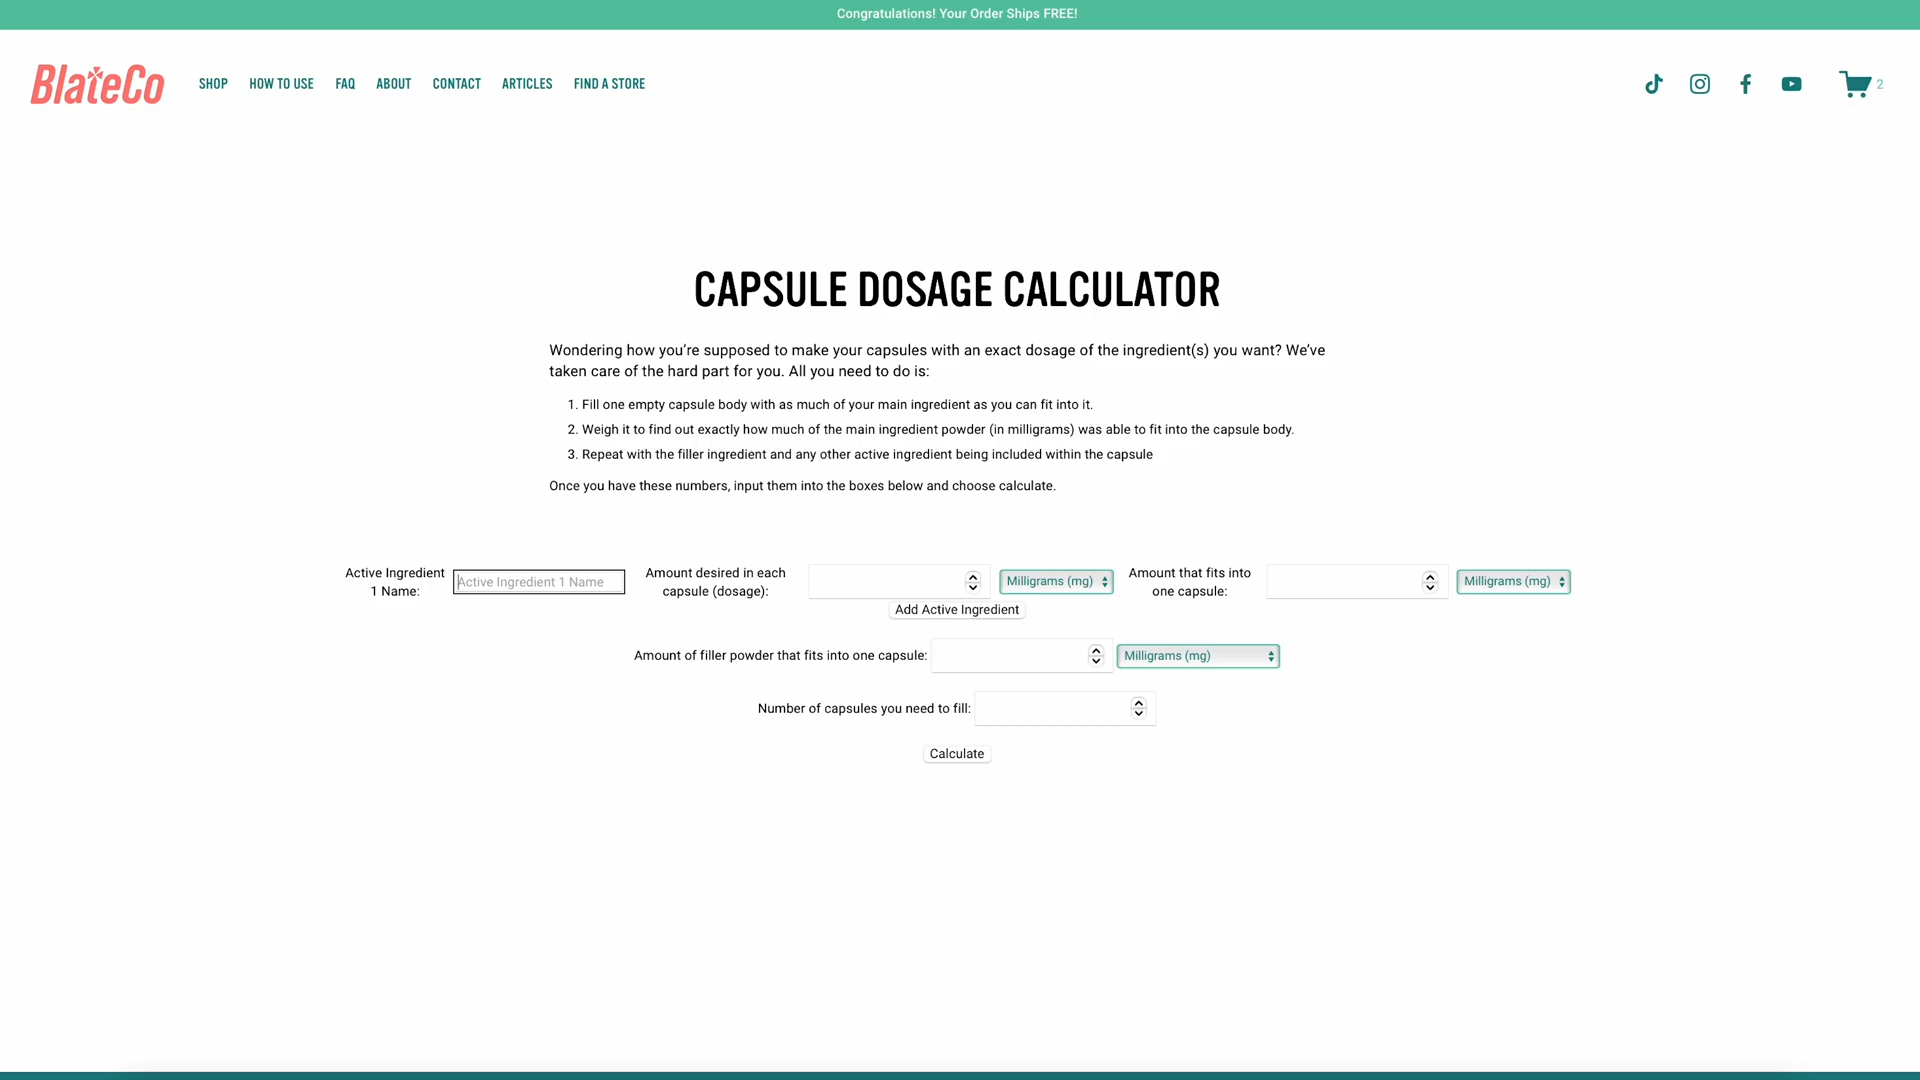 Congratulations! Your Order Ships FREE!
BlateCo
SHOP HOW TO USE FAQ ABOUT CONTACT ARTICLES FIND A STORE
2
CAPSULE DOSAGE CALCULATOR
Wondering how you’re supposed to make your capsules with an exact dosage of the ingredient(s) you want? We’ve
taken care of the hard part for you. All you need to do is:
1. Fill one empty capsule body with as much of your main ingredient as you can fit into it.
2. Weigh it to find out exactly how much of the main ingredient powder (in milligrams) was able to fit into the capsule body.
3. Repeat with the filler ingredient and any other active ingredient being included within the capsule
Once you have these numbers, input them into the boxes below and choose calculate.
Active Ingredient
1 Name:
Active Ingredient 1 Name
Amount desired in each
capsule (dosage):
Milligrams (mg)
Amount that fits into
one capsule:
Milligrams (mg)
Add Active Ingredient
Amount of filler powder that fits into one capsule:
Milligrams (mg)
Number of capsules you need to fill:
Calculate